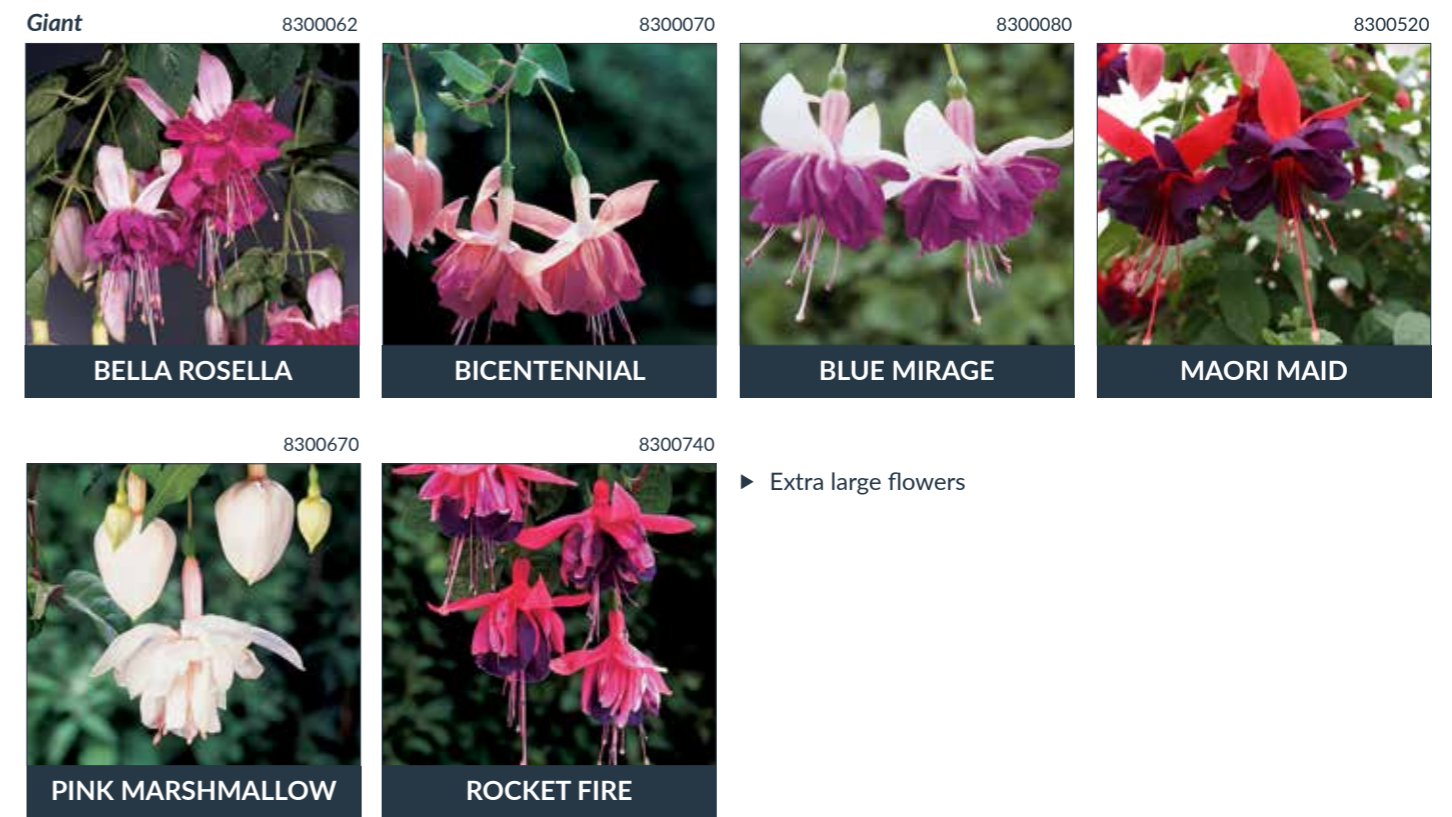 Giant 8300062 8300070 8300080 8300520
BELLA ROSELLA BICENTENNIAL BLUE MIRAGE MAORI MAID
8300670 8300740
▶ Extra large flowers
PINK MARSHMALLOW ROCKET FIRE